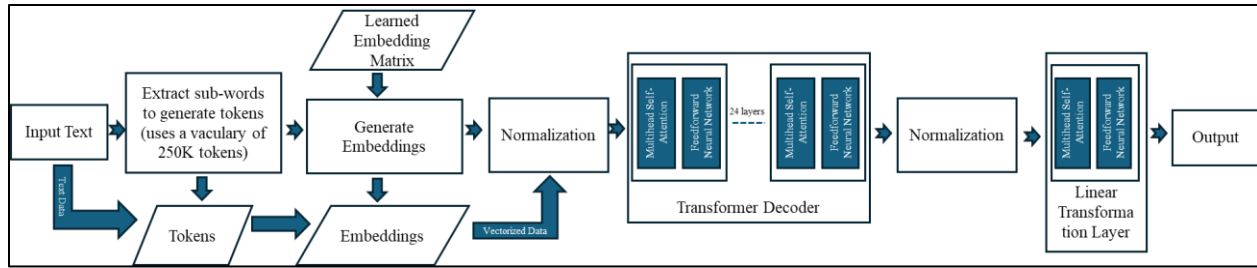 Input Text
Text Data
Extract sub-words
to generate tokens
(uses a vaculary of
250K tokens)
Tokens
Learned
Embedding
Matrix
Generate
Embeddings
Embeddings
Vectorized Data
Normalization
Multihead Self-
Attention
Feedforward
Neural Network
24 layers
Multihead Self-
Attention
Feedforward
Neural Network
Transformer Decoder
Normalization
Multihead Self-
Attention
Feedforward
Neural Network
Linear
Transforma
tion Layer
Output